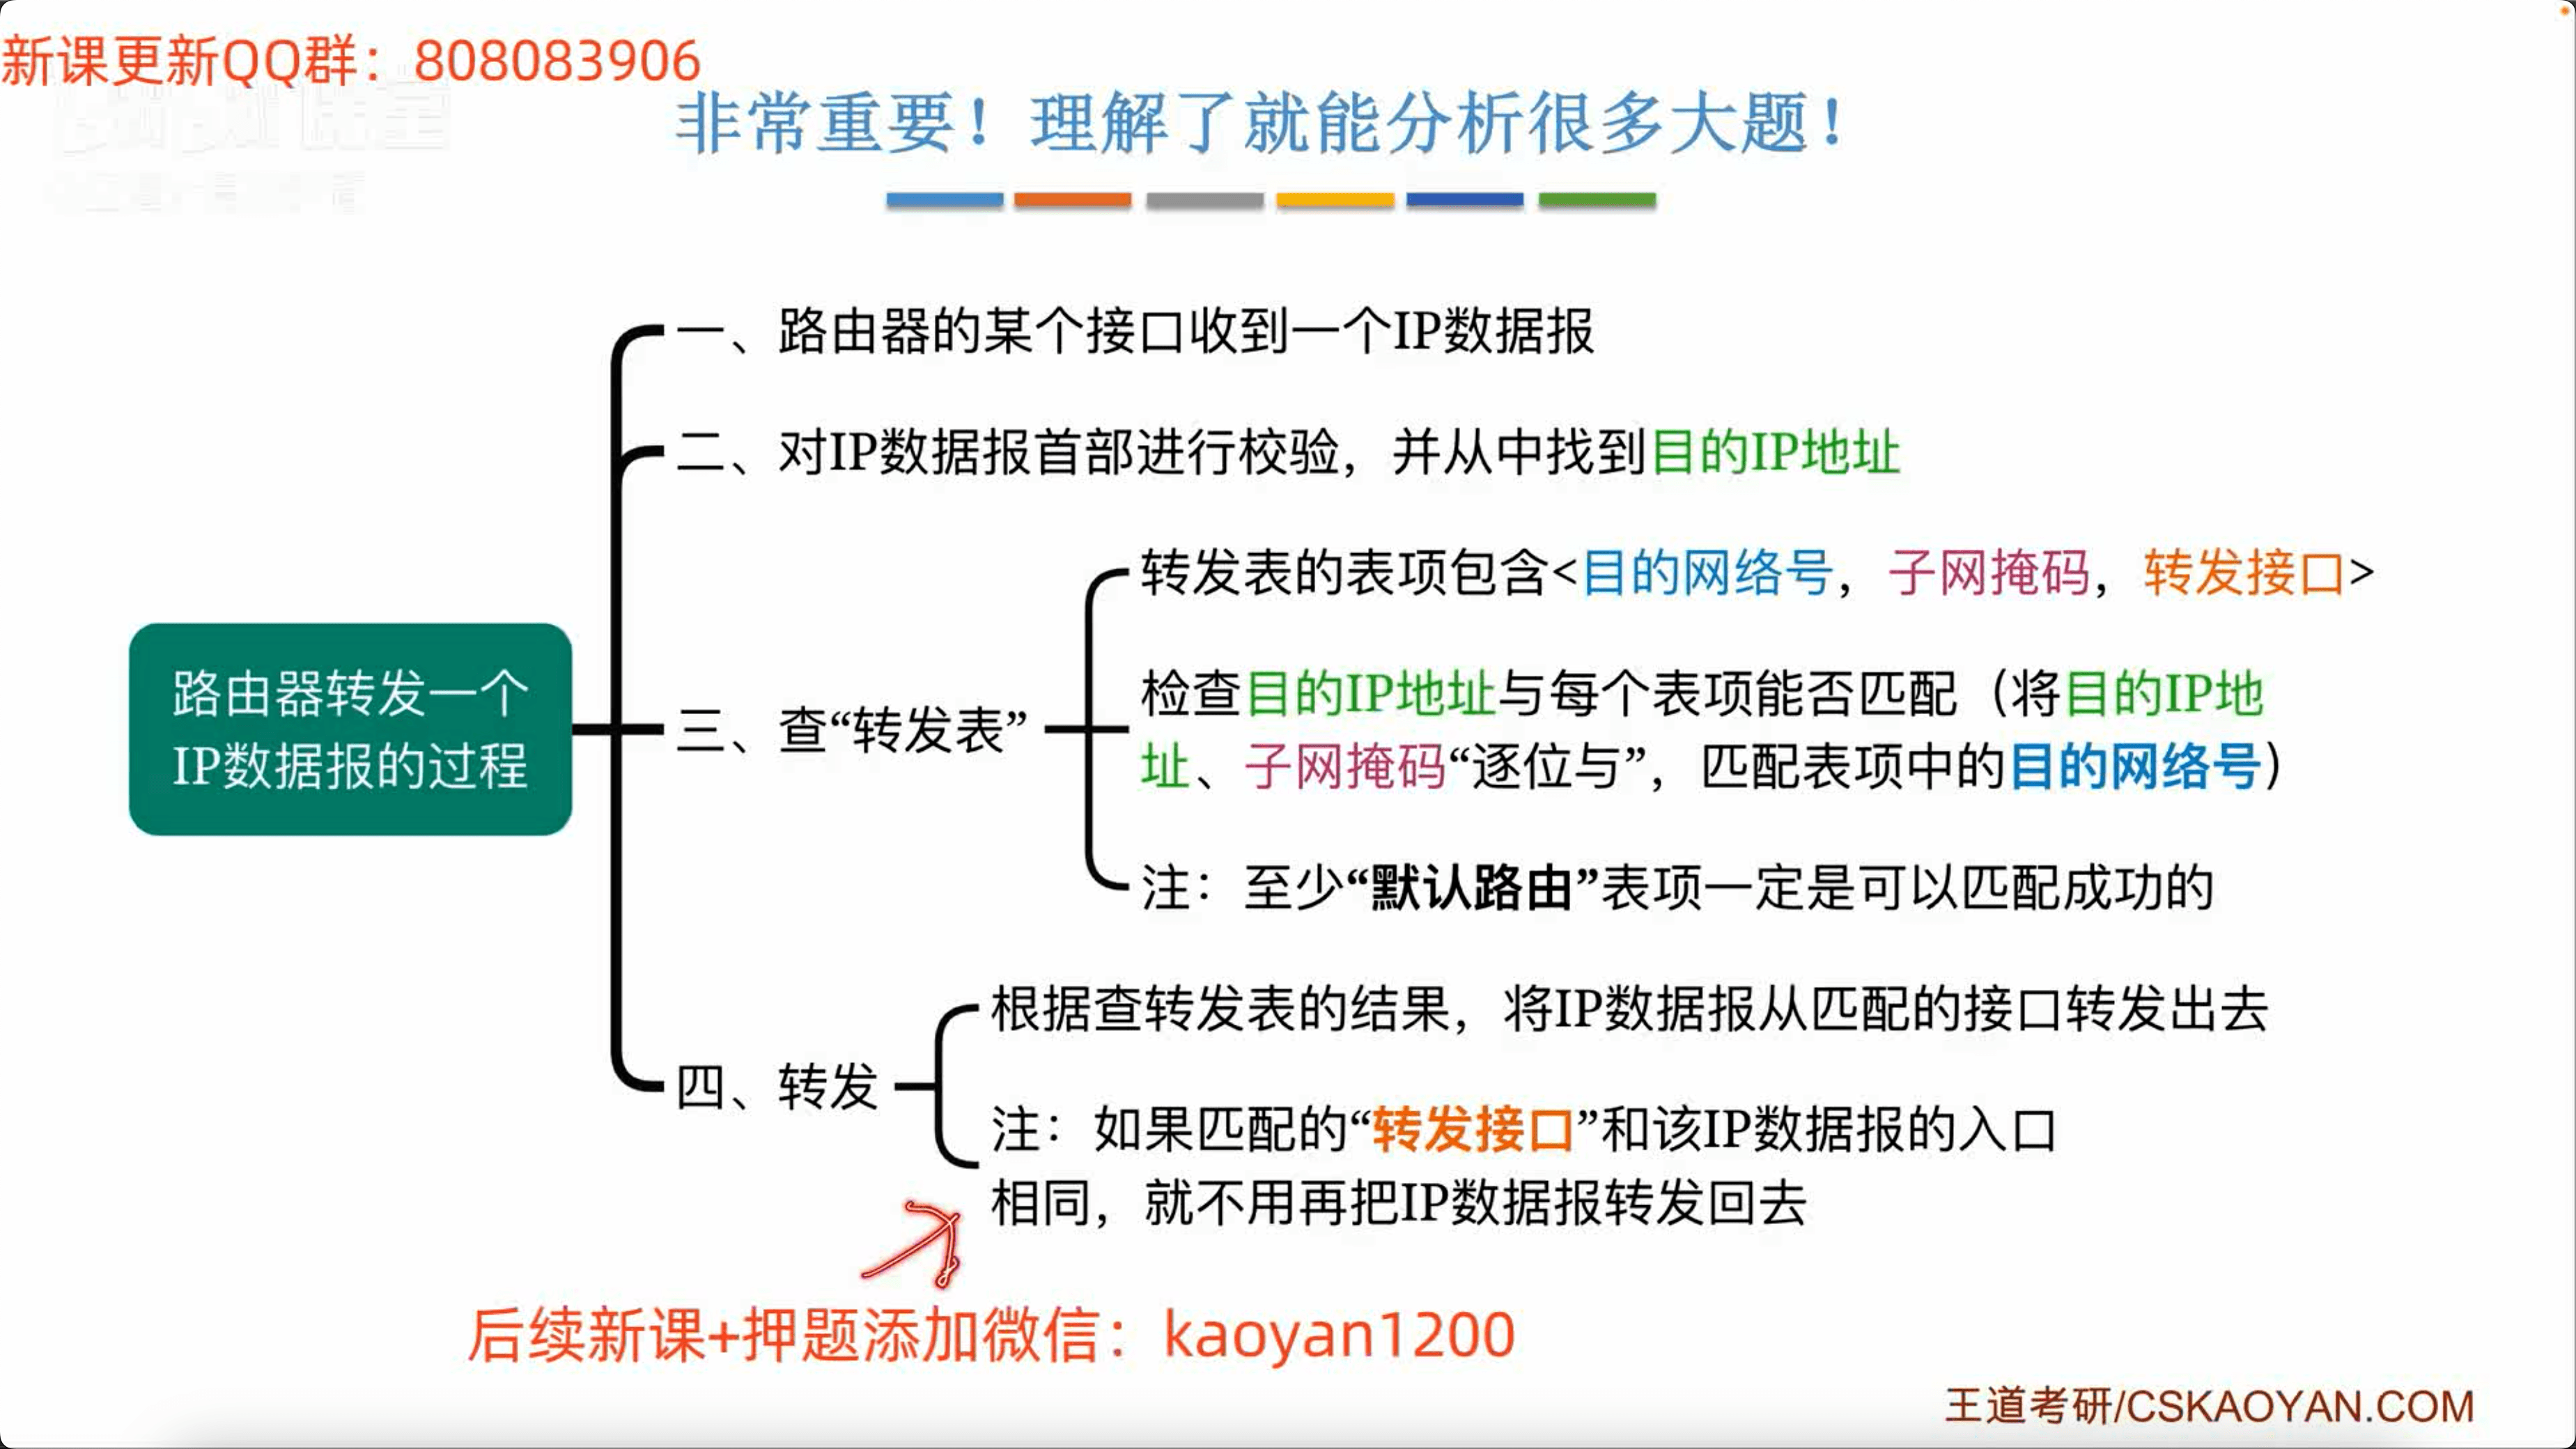 新课更新QQ群：808083906
非常重要！理解了就能分析很多大题！
一、路由器的某个接口收到一个IP数据报
二、对IP数据报首部进行校验，并从中找到目的IP地址
路由器转发一个
IP数据报的过程
三、查“转发表”
转发表的表项包含<目的网络号，子网掩码，转发接口>
检查目的IP地址与每个表项能否匹配（将目的IP地
址、子网掩码“逐位与”，匹配表项中的目的网络号）
注：至少“默认路由”表项一定是可以匹配成功的
四、转发
根据查转发表的结果，将IP数据报从匹配的接口转发出去
注：如果匹配的“转发接口”和该IP数据报的入口
相同，就不用再把IP数据报转发回去
后续新课+押题添加微信：kaoyan1200
王道考研/CSKAOYAN.COM